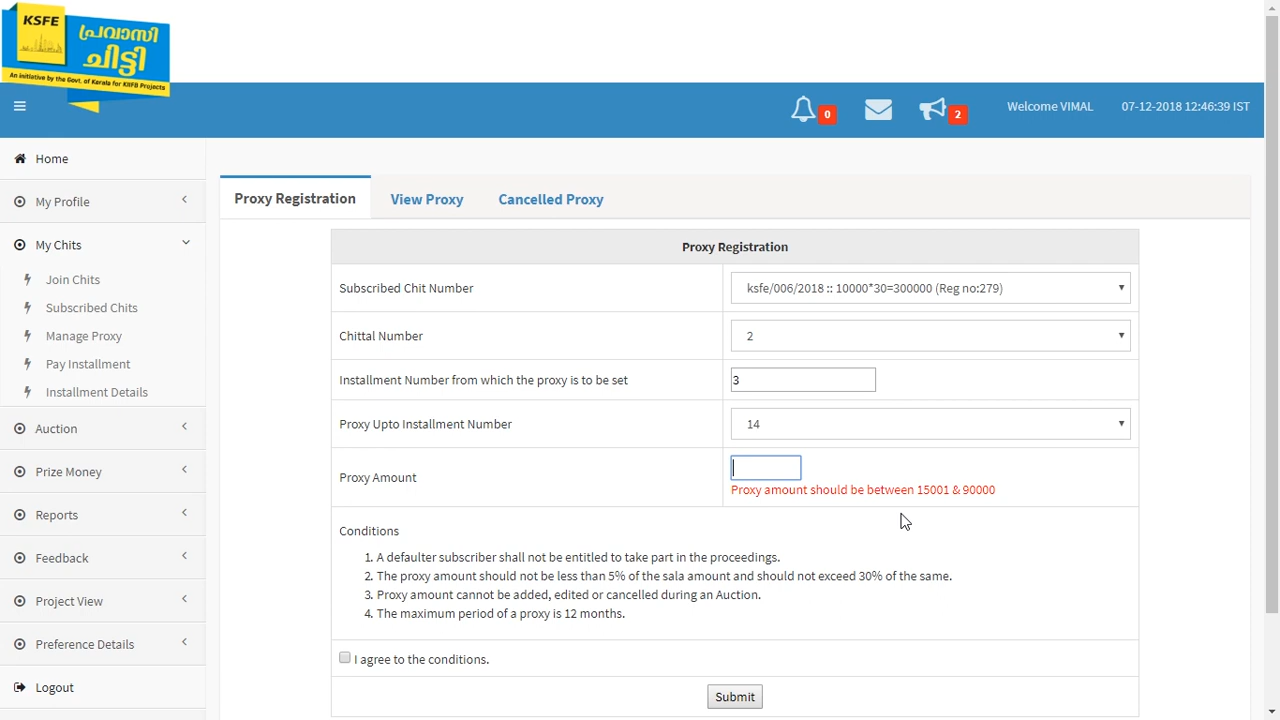 KSFE
പ്രവാസി
ചിട്ടി
An initiative by the Govt. of Kerala for KIIFB Projects
0
2
Welcome VIMAL
07-12-2018 12:46:39 IST
Home
My Profile
My Chits
Join Chits
Subscribed Chits
Manage Proxy
Pay Installment
Installment Details
Auction
Prize Money
Reports
Feedback
Project View
Preference Details
Logout
Proxy Registration
View Proxy
Cancelled Proxy
Proxy Registration
Subscribed Chit Number
ksfe/006/2018 :: 10000*30=300000 (Reg no:279)
Chittal Number
2
Installment Number from which the proxy is to be set
3
Proxy Upto Installment Number
14
Proxy Amount
Proxy amount should be between 15001 & 90000
Conditions
1. A defaulter subscriber shall not be entitled to take part in the proceedings.
2. The proxy amount should not be less than 5% of the sala amount and should not exceed 30% of the same.
3. Proxy amount cannot be added, edited or cancelled during an Auction.
4. The maximum period of a proxy is 12 months.
I agree to the conditions.
Submit